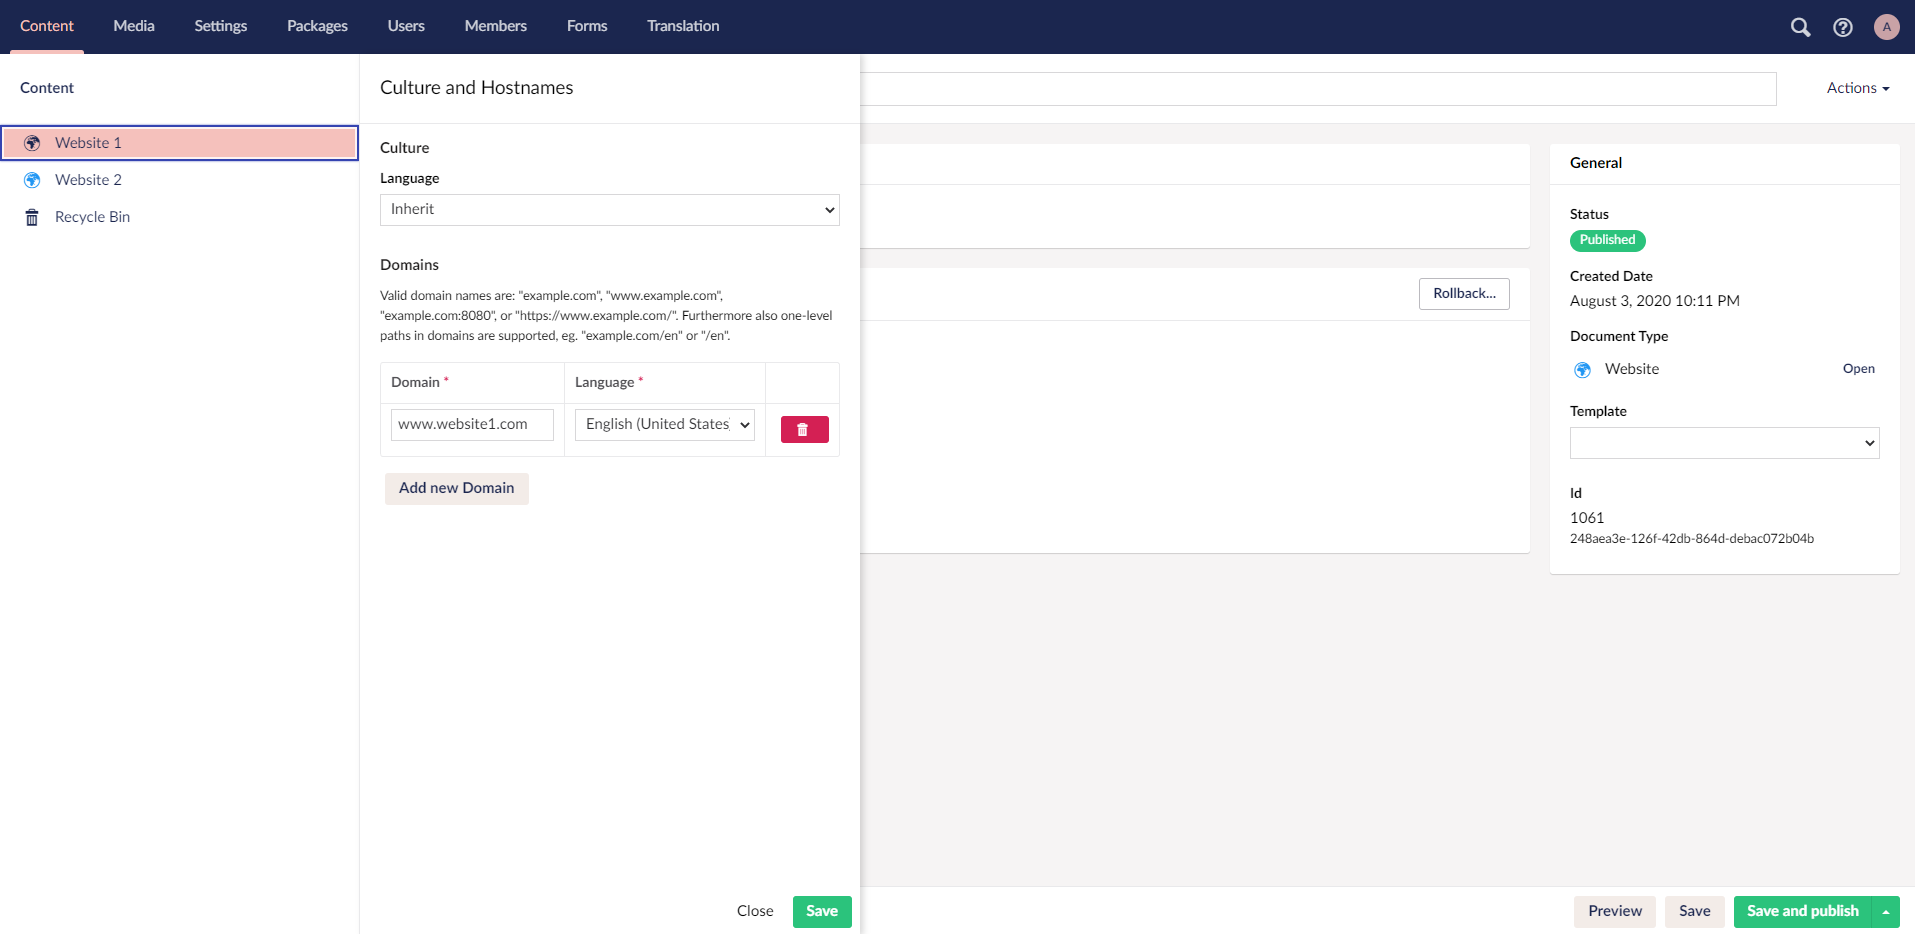 Content Media Settings Packages Users Members Forms Translation A
Content
Website 1
Website 2
Recycle Bin
Culture and Hostnames
Culture
Language
Inherit
Domains
Valid domain names are: "example.com", "www.example.com",
"example.com:8080", or "https://www.example.com/". Furthermore also one-level
paths in domains are supported, eg. "example.com/en" or "/en".
Domain * Language *
www.website1.com English (United States)
Add new Domain
Close Save
Actions
Rollback...
General
Status
Published
Created Date
August 3, 2020 10:11 PM
Document Type
Website Open
Template
Id
1061
248aea3e-126f-42db-864d-debac072b04b
Preview Save Save and publish